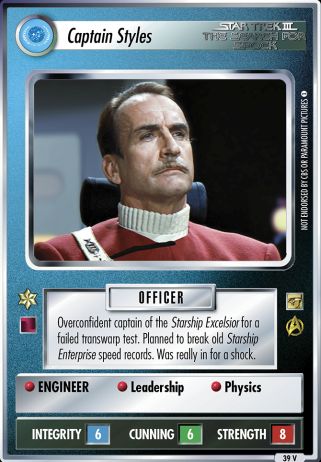 Captain Styles
STAR TREK III
THE SEARCH FOR
SPOCK
NOT ENDORSED BY CBS OR PARAMOUNT PICTURES
OFFICER
Overconfident captain of the Starship Excelsior for a
failed transwarp test. Planned to break old Starship
Enterprise speed records. Was really in for a shock.
ENGINEER Leadership Physics
INTEGRITY 6 CUNNING 6 STRENGTH 8
39 V